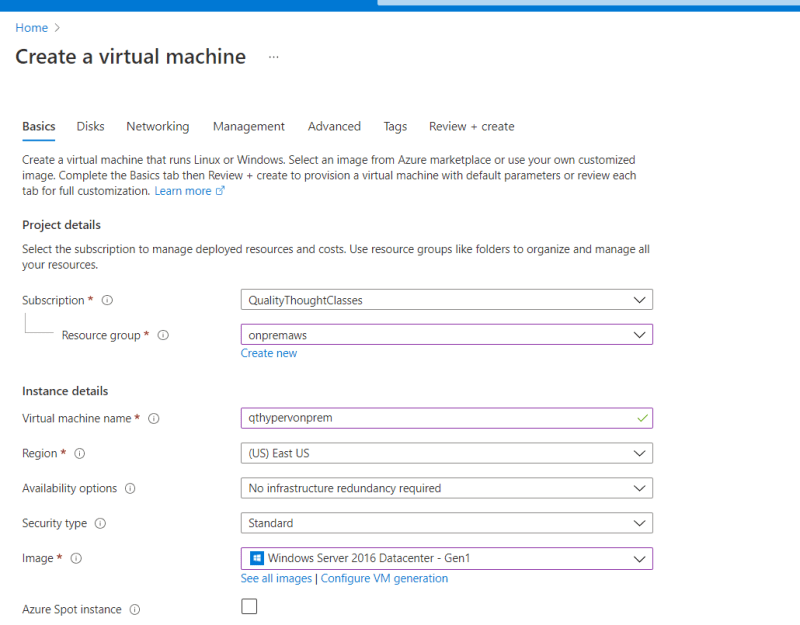 Home
Create a virtual machine ...
Basics Disks Networking Management Advanced Tags Review + create
Create a virtual machine that runs Linux or Windows. Select an image from Azure marketplace or use your own customized
image. Complete the Basics tab then Review + create to provision a virtual machine with default parameters or review each
tab for full customization. Learn more
Project details
Select the subscription to manage deployed resources and costs. Use resource groups like folders to organize and manage all
your resources.
Subscription * QualityThoughtClasses
Resource group * onpremaws
Create new
Instance details
Virtual machine name * qthypervonprem
Region * (US) East US
Availability options No infrastructure redundancy required
Security type Standard
Image * Windows Server 2016 Datacenter - Gen1
See all images | Configure VM generation
Azure Spot instance